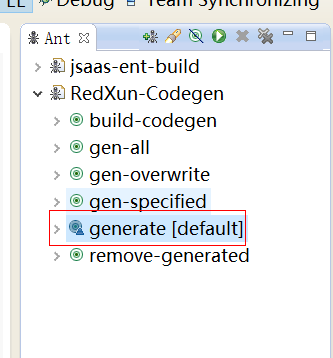 Debug
Team Synchronizing
Ant
jsaas-ent-build
RedXun-Codegen
build-codegen
gen-all
gen-overwrite
gen-specified
generate [default]
remove-generated